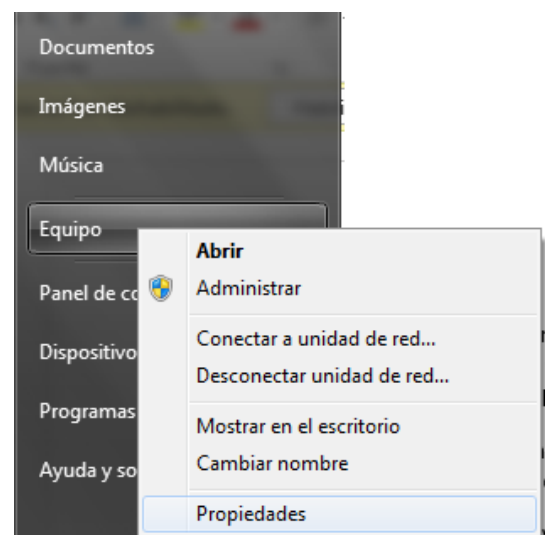 Documentos
Imágenes
Música
Equipo
Abrir
Administrar
Panel de co
Conectar a unidad de red...
Dispositivo
Desconectar unidad de red...
Programas
Mostrar en el escritorio
Cambiar nombre
Ayuda y so
Propiedades